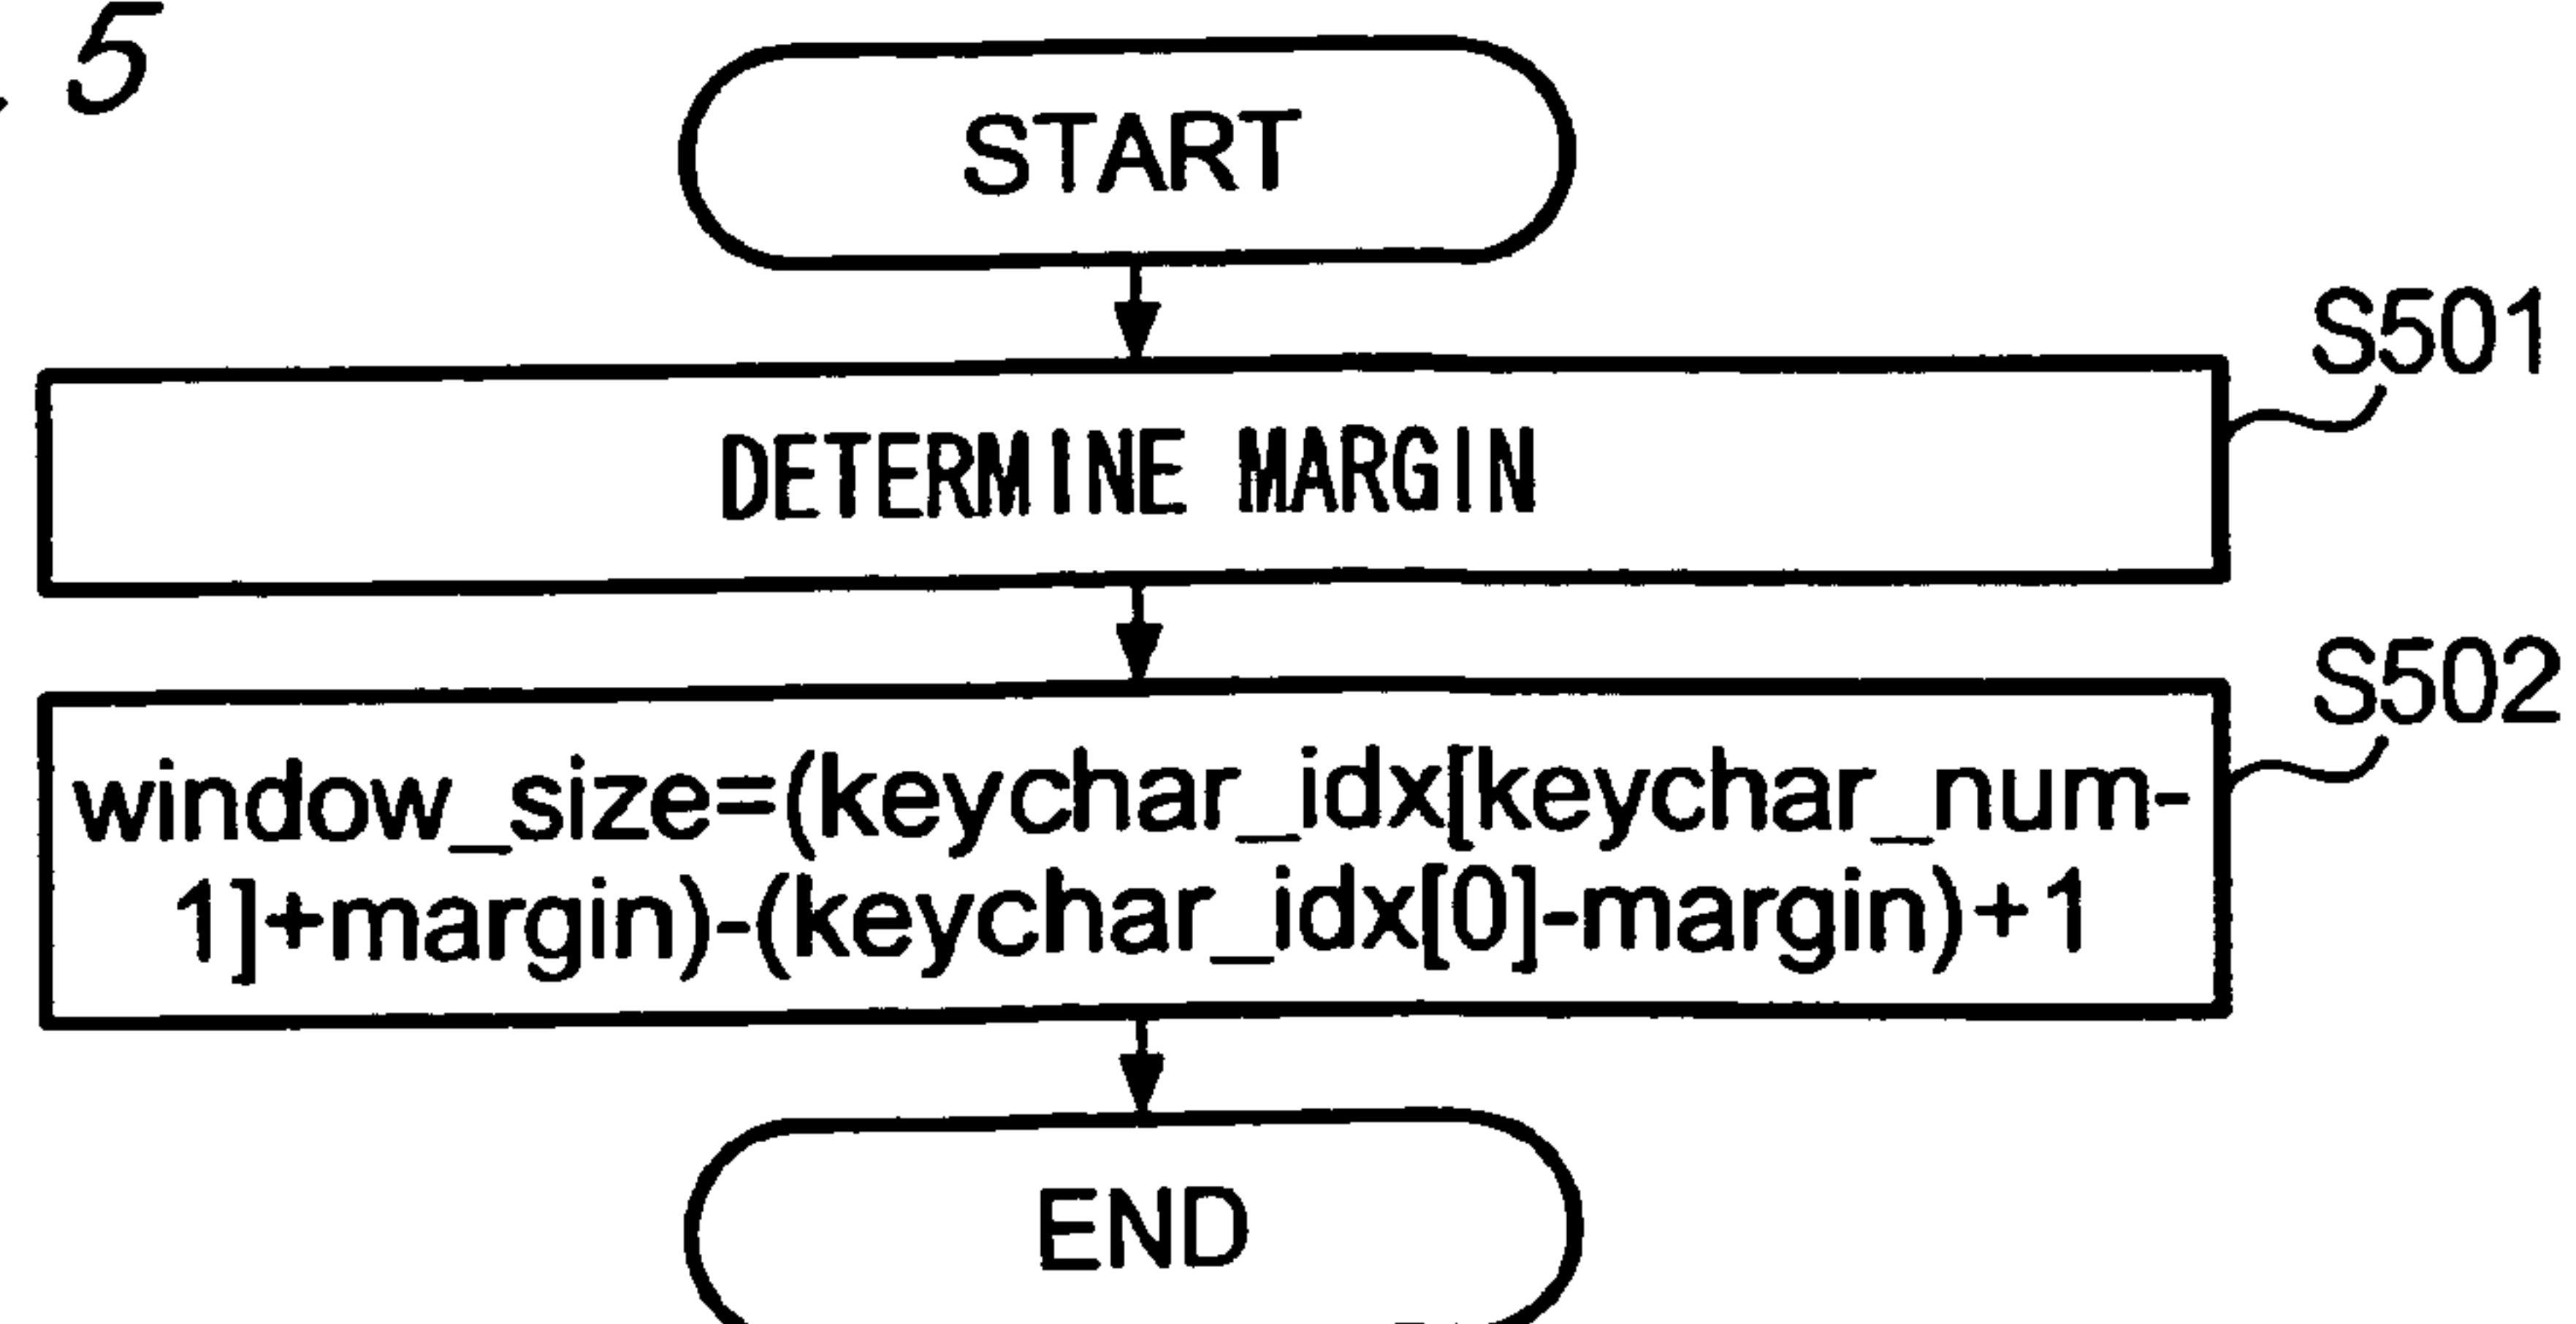 . 5
START
S501
DETERMINE MARGIN
S502
window_size=(keychar_idx[keychar_num-
1]+margin)-(keychar_idx[0]-margin)+1
END